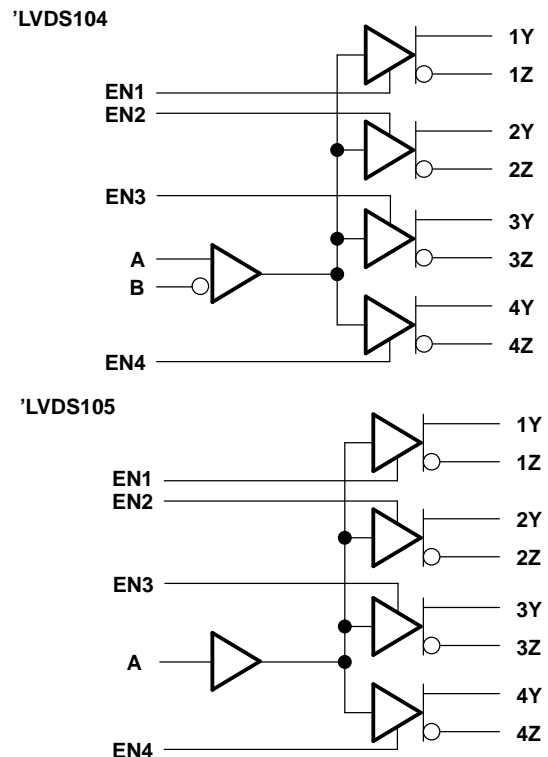 'LVDS104
1Y
1Z
EN1
EN2
2Y
2Z
EN3
3Y
A
3Z
B
4Y
4Z
EN4
'LVDS105
1Y
1Z
EN1
EN2
2Y
2Z
EN3
3Y
3Z
A
4Y
4Z
EN4